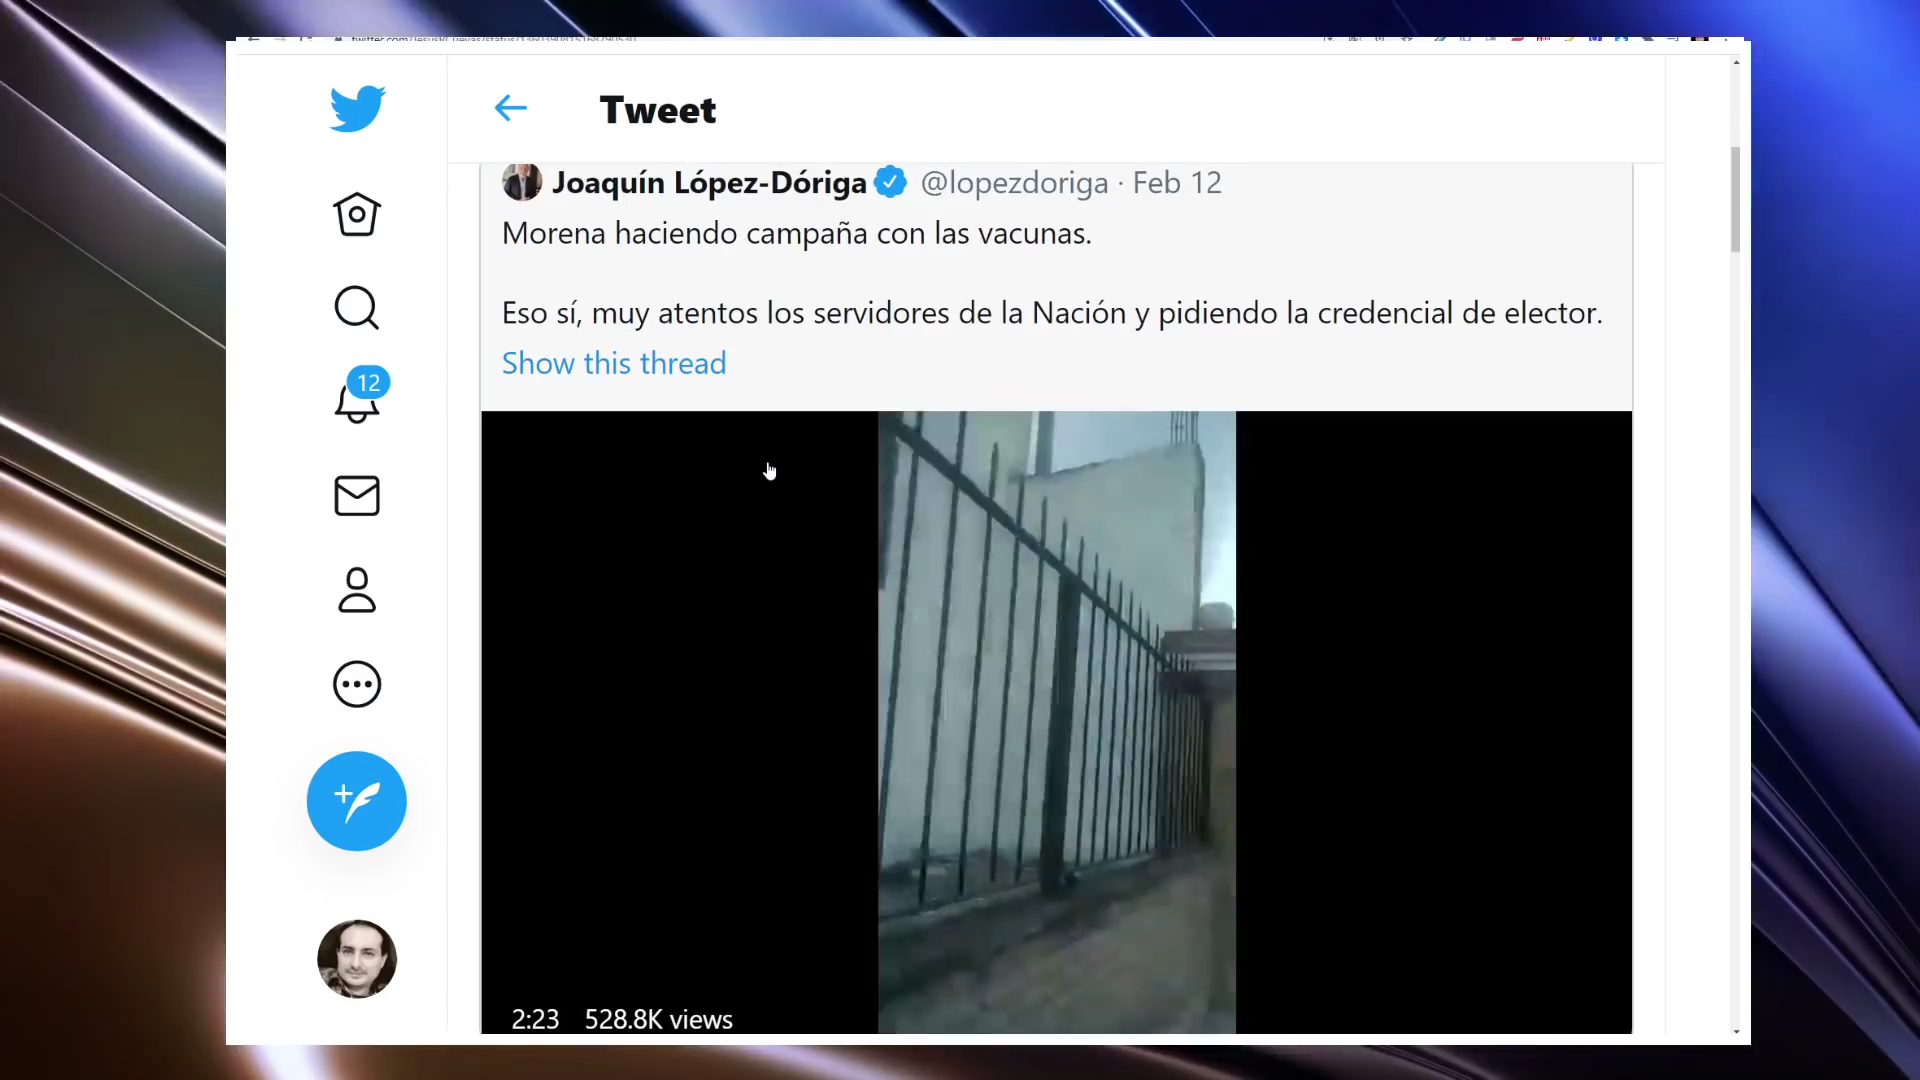 Tweet
Joaquín López-Dóriga @lopezdoriga · Feb 12
Morena haciendo campaña con las vacunas.
Eso sí, muy atentos los servidores de la Nación y pidiendo la credencial de elector.
Show this thread
12
2:23 528.8K views